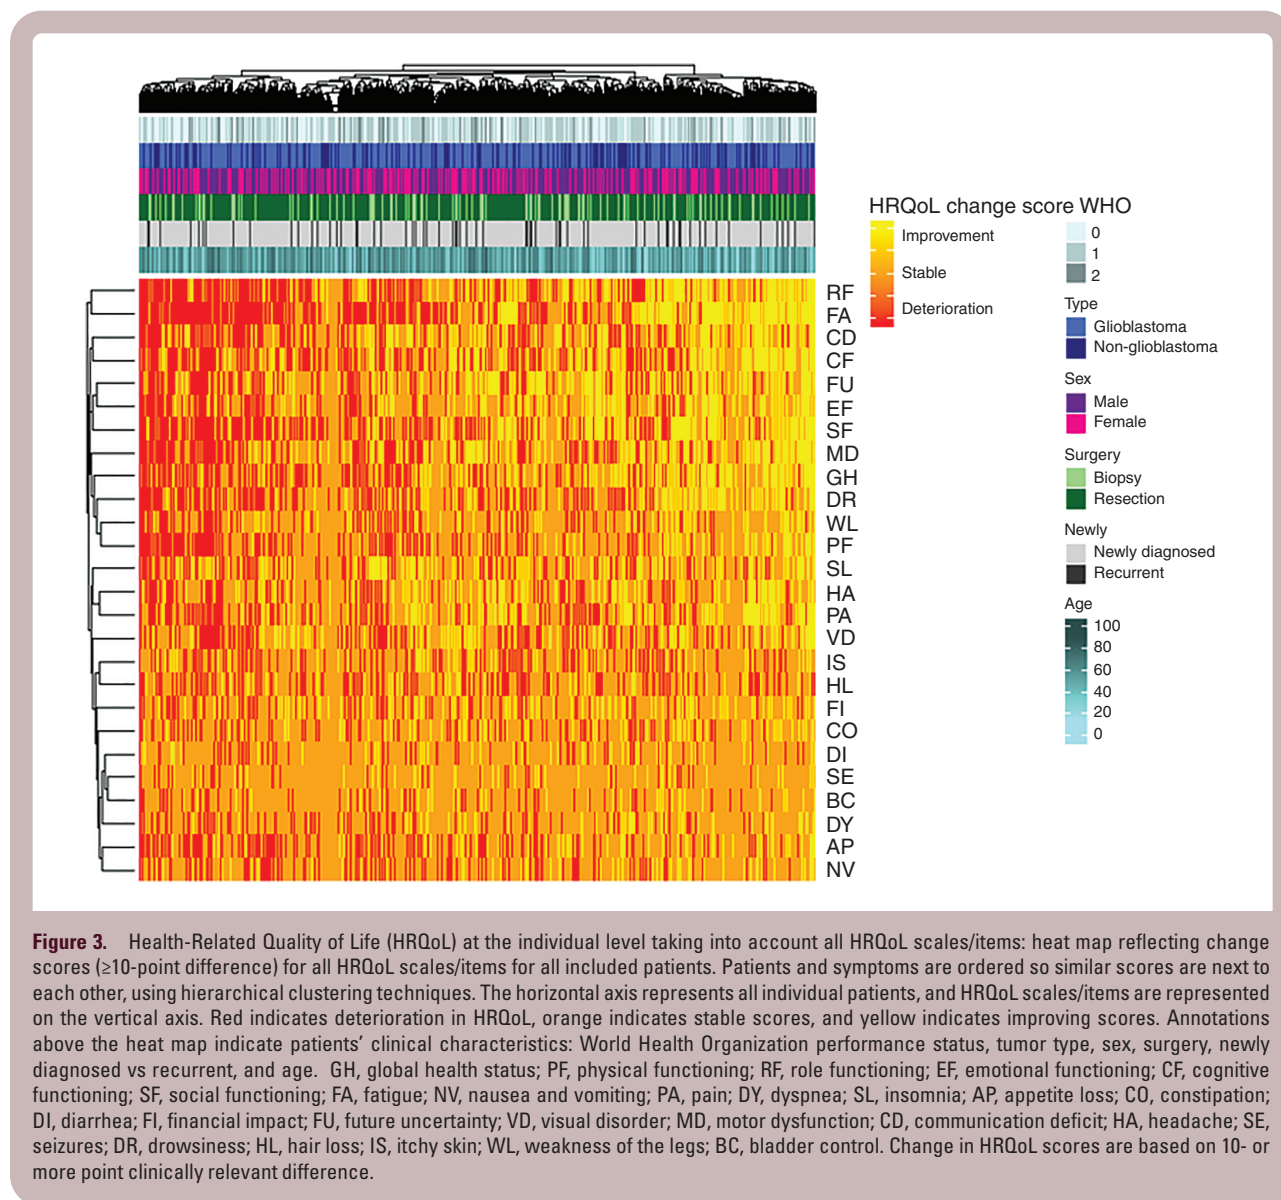 HRQoL change score
Improvement
Stable
Deterioration
WHO
0
1
2
Type
Glioblastoma
Non-glioblastoma
Sex
Male
Female
Surgery
Biopsy
Resection
Newly
Newly diagnosed
Recurrent
Age
100
80
60
40
20
0
RF
FA
CD
CF
FU
EF
SF
MD
GH
DR
WL
PF
SL
HA
PA
VD
IS
HL
FI
CO
DI
SE
BC
DY
AP
NV
Figure 3. Health-Related Quality of Life (HRQoL) at the individual level taking into account all HRQoL scales/items: heat map reflecting change
scores (≥10-point difference) for all HRQoL scales/items for all included patients. Patients and symptoms are ordered so similar scores are next to
each other, using hierarchical clustering techniques. The horizontal axis represents all individual patients, and HRQoL scales/items are represented
on the vertical axis. Red indicates deterioration in HRQoL, orange indicates stable scores, and yellow indicates improving scores. Annotations
above the heat map indicate patients’ clinical characteristics: World Health Organization performance status, tumor type, sex, surgery, newly
diagnosed vs recurrent, and age. GH, global health status; PF, physical functioning; RF, role functioning; EF, emotional functioning; CF, cognitive
functioning; SF, social functioning; FA, fatigue; NV, nausea and vomiting; PA, pain; DY, dyspnea; SL, insomnia; AP, appetite loss; CO, constipation;
DI, diarrhea; FI, financial impact; FU, future uncertainty; VD, visual disorder; MD, motor dysfunction; CD, communication deficit; HA, headache; SE,
seizures; DR, drowsiness; HL, hair loss; IS, itchy skin; WL, weakness of the legs; BC, bladder control. Change in HRQoL scores are based on 10- or
more point clinically relevant difference.